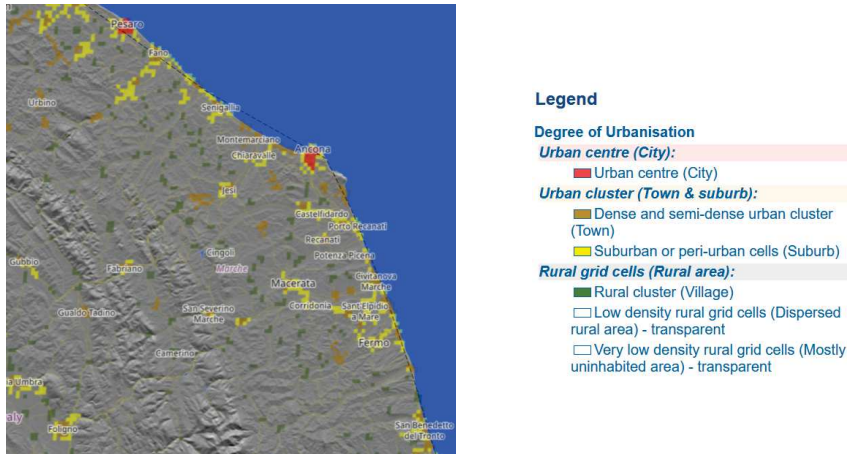 Pesaro
Fano
Urbino
Senigallia
Montemarciano
Chiaravalle
Ancona
Jesi
Castelfidardo
Porto Recanati
Recanati
Cingoli
Potenza Picena
Gubbio
Fabriano
Marche
Civitanova
Marche
Macerata
Corridonia
Sant'Elpidio
a Mare
Gualdo Tadino
San Severino
Marche
Fermo
Camerino
ia Umbra
aly
Foligno
San Benedetto
del Tronto
Legend
Degree of Urbanisation
Urban centre (City):
Urban centre (City)
Urban cluster (Town & suburb):
Dense and semi-dense urban cluster
(Town)
Suburban or peri-urban cells (Suburb)
Rural grid cells (Rural area):
Rural cluster (Village)
Low density rural grid cells (Dispersed
rural area) - transparent
Very low density rural grid cells (Mostly
uninhabited area) - transparent